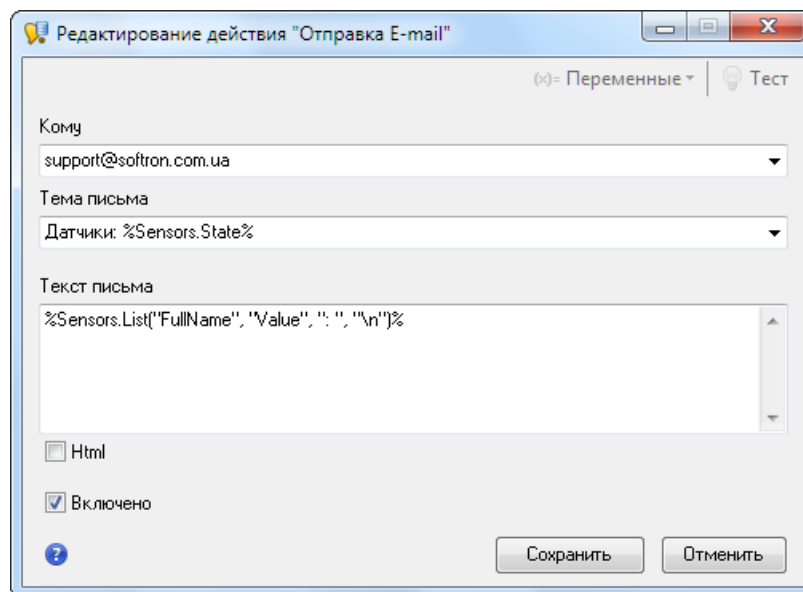 Редактирование действия "Отправка E-mail"
(x)= Переменные Тест
Кому
support@softron.com.ua
Тема письма
Датчики: %Sensors.State%
Текст письма
%Sensors.List("FullName", "Value", ": ", "\n")%
Html
Включено
Сохранить Отменить